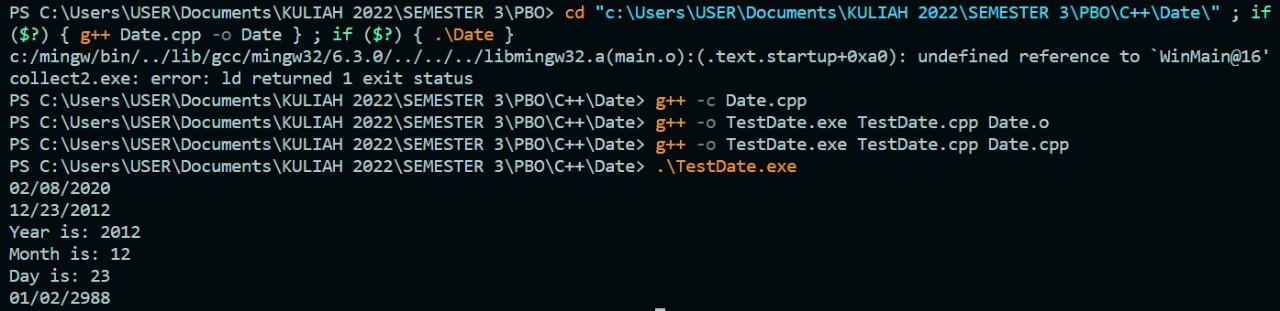 PS C:\Users\USER\Documents\KULIAH 2022\SEMESTER 3\PBO> cd "c:\Users\USER\Documents\KULIAH 2022\SEMESTER 3\PBO\C++\Date\" ; if
($?) { g++ Date.cpp -o Date } ; if ($?) { .\Date }
c:/mingw/bin/../lib/gcc/mingw32/6.3.0/../../../libmingw32.a(main.o):(.text.startup+0xa0): undefined reference to `WinMain@16'
collect2.exe: error: ld returned 1 exit status
PS C:\Users\USER\Documents\KULIAH 2022\SEMESTER 3\PBO\C++\Date> g++ -c Date.cpp
PS C:\Users\USER\Documents\KULIAH 2022\SEMESTER 3\PBO\C++\Date> g++ -o TestDate.exe TestDate.cpp Date.o
PS C:\Users\USER\Documents\KULIAH 2022\SEMESTER 3\PBO\C++\Date> g++ -o TestDate.exe TestDate.cpp Date.cpp
PS C:\Users\USER\Documents\KULIAH 2022\SEMESTER 3\PBO\C++\Date> .\TestDate.exe
02/08/2020
12/23/2012
Year is: 2012
Month is: 12
Day is: 23
01/02/2988